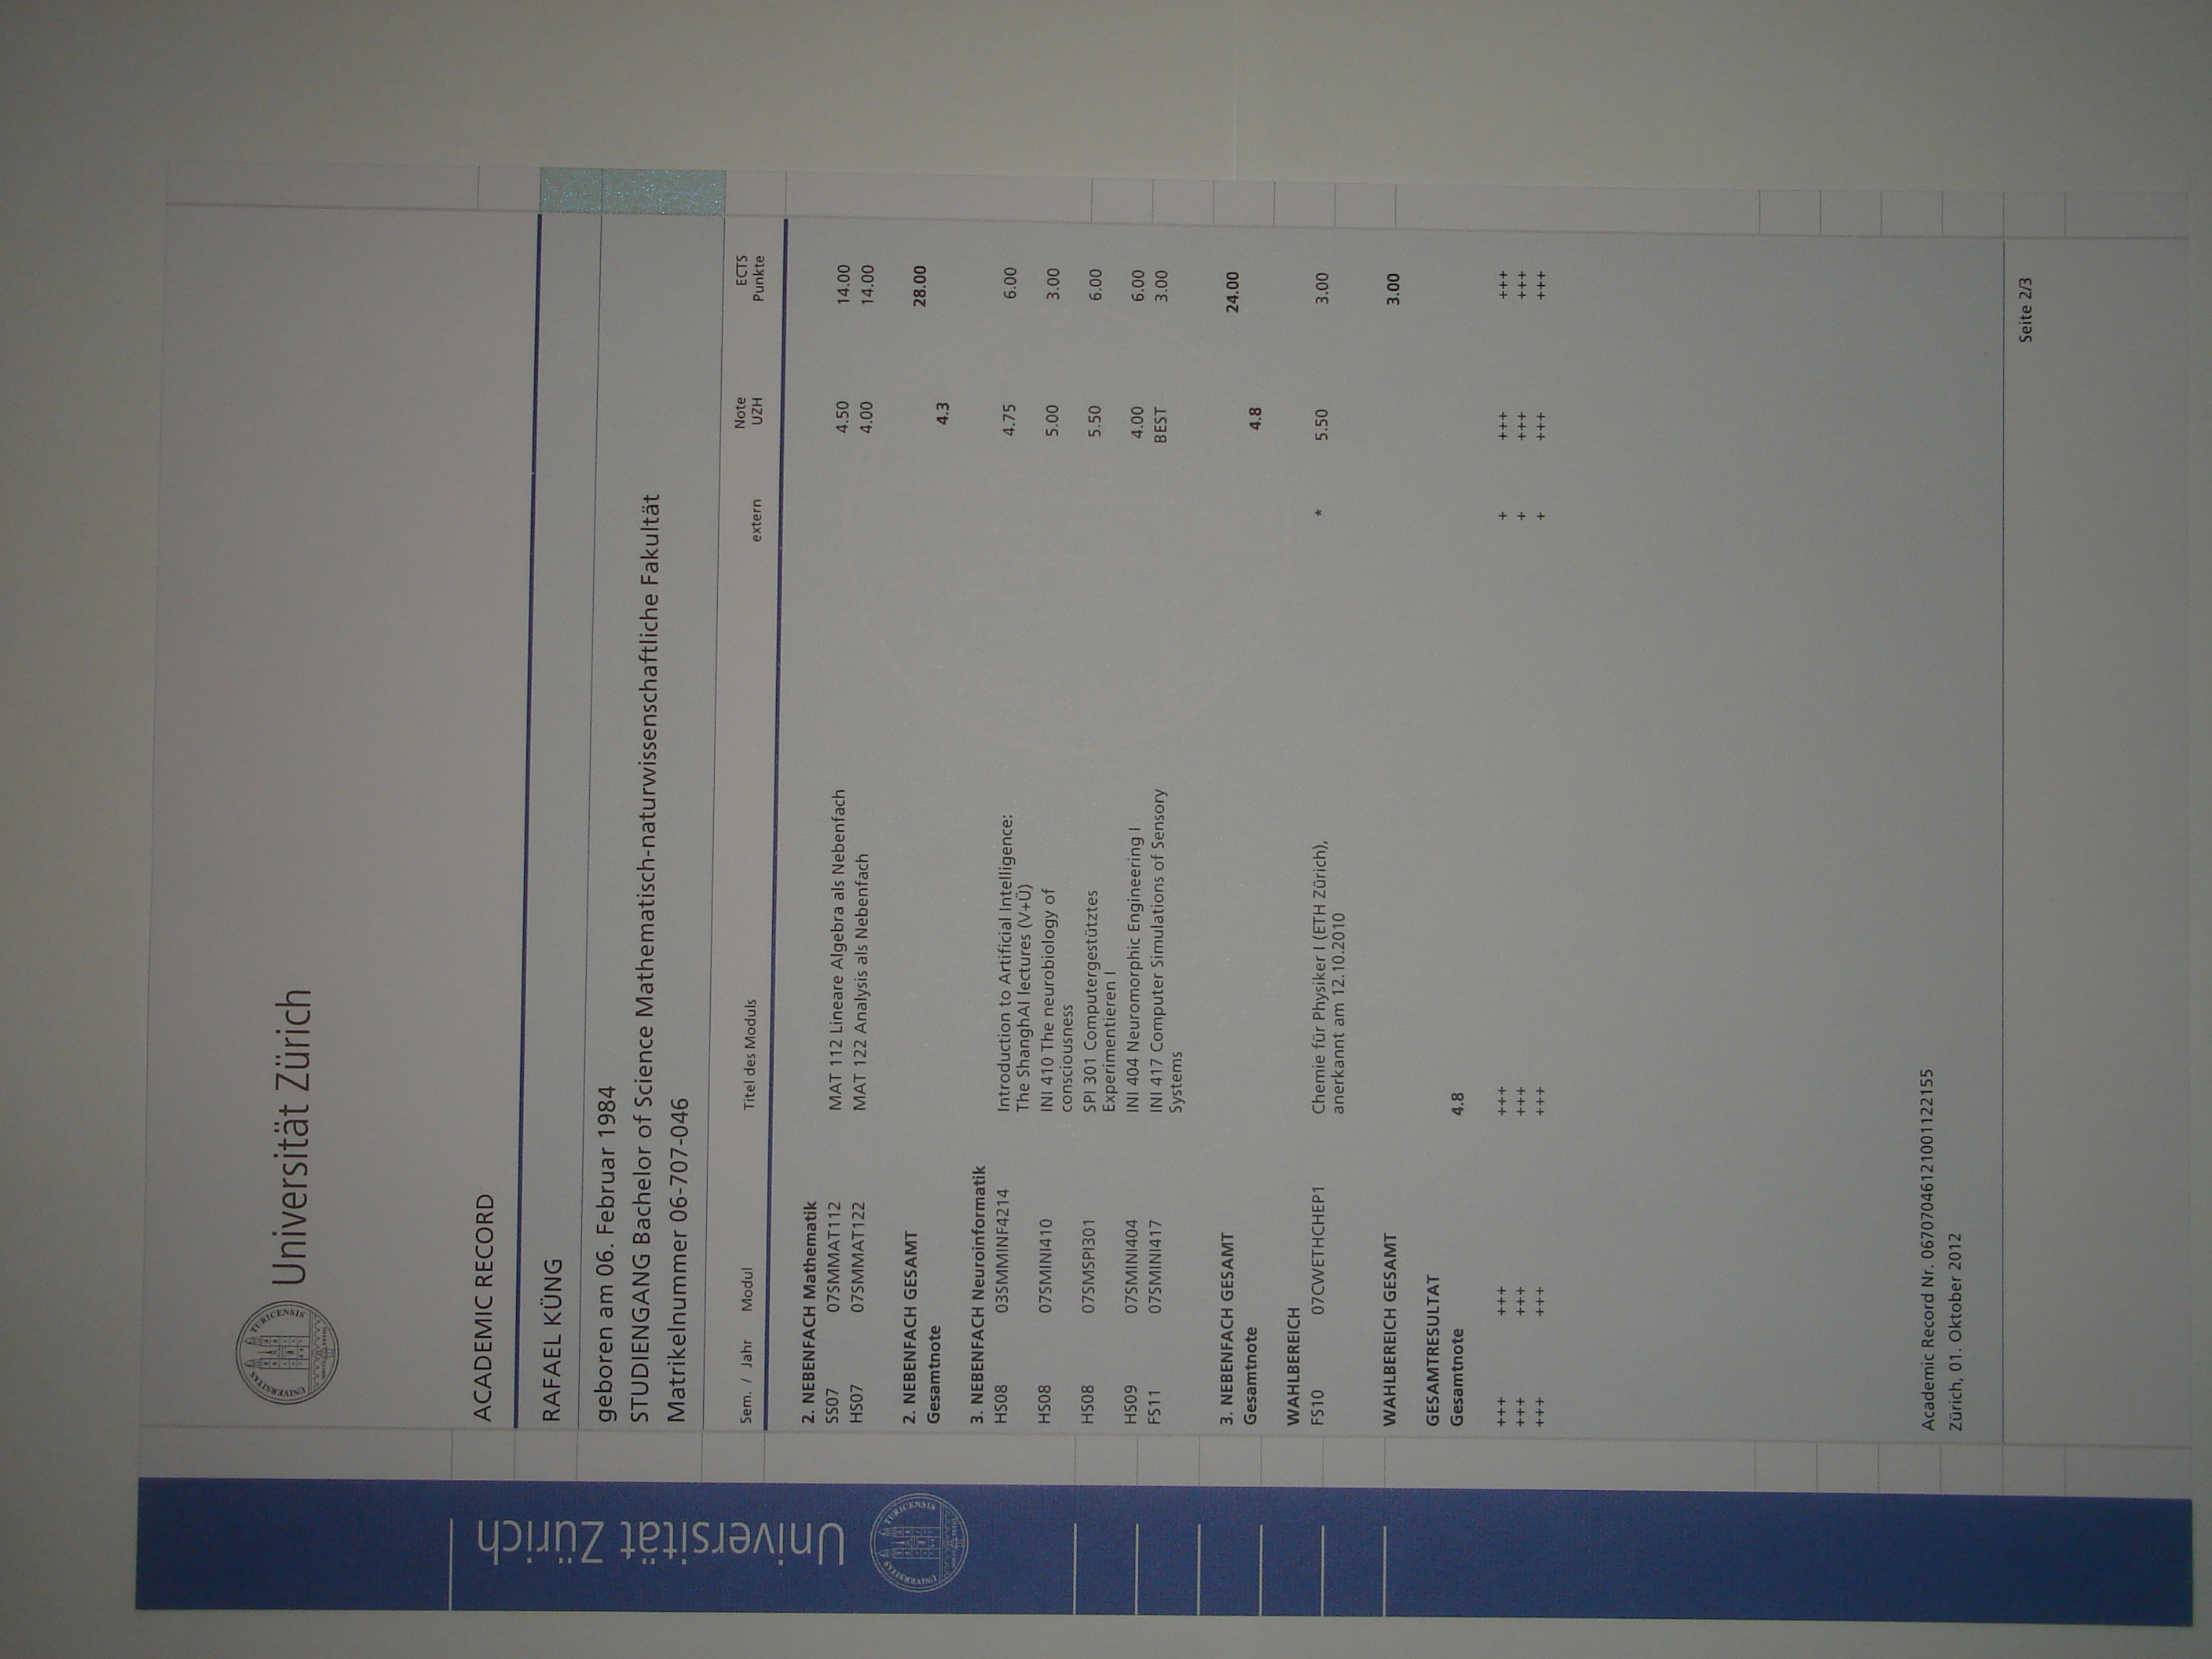 Universität Zürich
ACADEMIC RECORD
RAFAEL KÜNG
geboren am 06. Februar 1984
STUDIENGANG Bachelor of Science Mathematisch-naturwissenschaftliche Fakultät
Matrikelnummer 06-707-046
Sem. / Jahr Modul Titel des Moduls extern Note UZH ECTS Punkte
2. NEBENFACH Mathematik
SS07 07SMMAT112 MAT 112 Lineare Algebra als Nebenfach 4.50 14.00
HS07 07SMMAT122 MAT 122 Analysis als Nebenfach 4.00 14.00
2. NEBENFACH GESAMT 28.00
Gesamtnote 4.3
3. NEBENFACH Neuroinformatik
HS08 03SMMINF4214 Introduction to Artificial Intelligence: 4.75 6.00
The ShanghAI lectures (V+Ü)
HS08 07SMINI410 INI 410 The neurobiology of 5.00 3.00
consciousness
HS08 07SMSPI301 SPI 301 Computergestütztes 5.50 6.00
Experimentieren I
HS09 07SMINI404 INI 404 Neuromorphic Engineering I 4.00 6.00
FS11 07SMINI417 INI 417 Computer Simulations of Sensory BEST 3.00
Systems
3. NEBENFACH GESAMT 24.00
Gesamtnote 4.8
WAHLBEREICH
FS10 07CWETHCHEP1 Chemie für Physiker I (ETH Zürich), * 5.50 3.00
anerkannt am 12.10.2010
WAHLBEREICH GESAMT 3.00
GESAMTRESULTAT
Gesamtnote 4.8
+++ +++ +++ + +++ +++
+++ +++ +++ + +++ +++
+++ +++ +++ + +++ +++
Academic Record Nr. 06707046121001122155
Zürich, 01. Oktober 2012
Seite 2/3
Universität Zürich
UNIVERSITAS TURICENSIS
UNIVERSITAS TURICENSIS